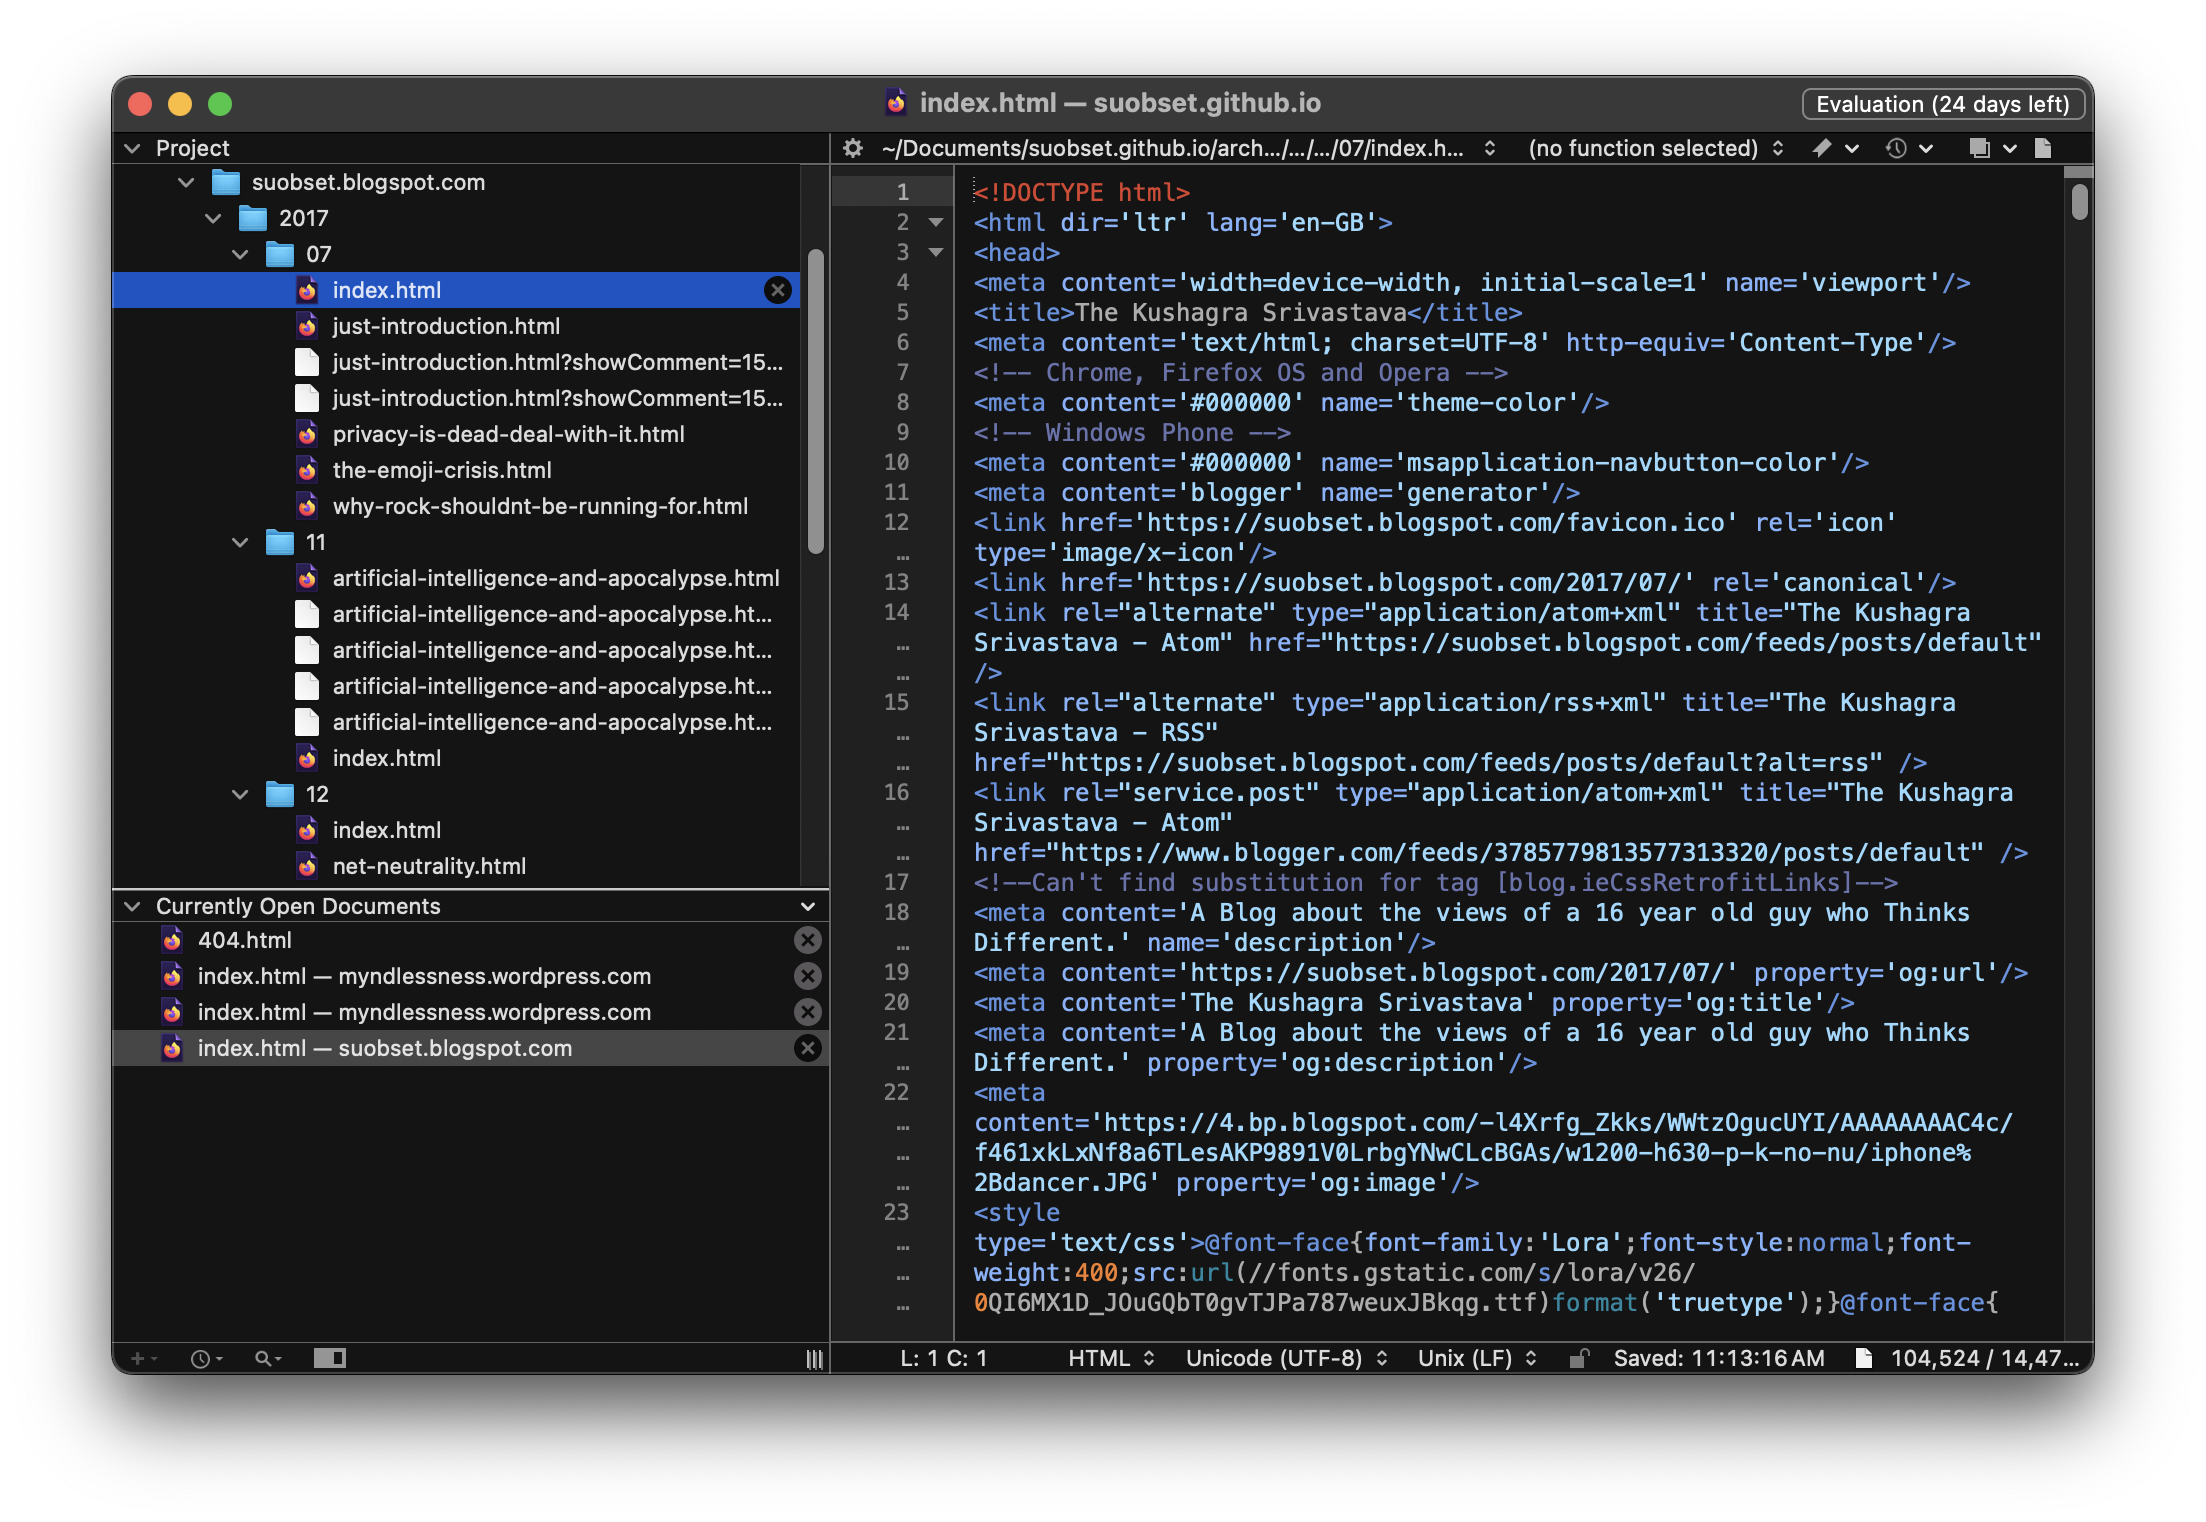 index.html — suobset.github.io
Evaluation (24 days left)
Project
suobset.blogspot.com
2017
07
index.html
just-introduction.html
just-introduction.html?showComment=15...
just-introduction.html?showComment=15...
privacy-is-dead-deal-with-it.html
the-emoji-crisis.html
why-rock-shouldnt-be-running-for.html
11
artificial-intelligence-and-apocalypse.html
artificial-intelligence-and-apocalypse.ht...
artificial-intelligence-and-apocalypse.ht...
artificial-intelligence-and-apocalypse.ht...
artificial-intelligence-and-apocalypse.ht...
index.html
12
index.html
net-neutrality.html
Currently Open Documents
404.html
index.html — myndlessness.wordpress.com
index.html — myndlessness.wordpress.com
index.html — suobset.blogspot.com
~/Documents/suobset.github.io/arch.../.../.../07/index.h... (no function selected)
1 <!DOCTYPE html>
2 <html dir='ltr' lang='en-GB'>
3 <head>
4 <meta content='width=device-width, initial-scale=1' name='viewport'/>
5 <title>The Kushagra Srivastava</title>
6 <meta content='text/html; charset=UTF-8' http-equiv='Content-Type'/>
7 <!-- Chrome, Firefox OS and Opera -->
8 <meta content='#000000' name='theme-color'/>
9 <!-- Windows Phone -->
10 <meta content='#000000' name='msapplication-navbutton-color'/>
11 <meta content='blogger' name='generator'/>
12 <link href='https://suobset.blogspot.com/favicon.ico' rel='icon'
… type='image/x-icon'/>
13 <link href='https://suobset.blogspot.com/2017/07/' rel='canonical'/>
14 <link rel="alternate" type="application/atom+xml" title="The Kushagra
… Srivastava - Atom" href="https://suobset.blogspot.com/feeds/posts/default"
… />
15 <link rel="alternate" type="application/rss+xml" title="The Kushagra
… Srivastava - RSS"
… href="https://suobset.blogspot.com/feeds/posts/default?alt=rss" />
16 <link rel="service.post" type="application/atom+xml" title="The Kushagra
… Srivastava - Atom"
… href="https://www.blogger.com/feeds/3785779813577313320/posts/default" />
17 <!--Can't find substitution for tag [blog.ieCssRetrofitLinks]-->
18 <meta content='A Blog about the views of a 16 year old guy who Thinks
… Different.' name='description'/>
19 <meta content='https://suobset.blogspot.com/2017/07/' property='og:url'/>
20 <meta content='The Kushagra Srivastava' property='og:title'/>
21 <meta content='A Blog about the views of a 16 year old guy who Thinks
… Different.' property='og:description'/>
22 <meta
… content='https://4.bp.blogspot.com/-l4Xrfg_Zkks/WWtzOgucUYI/AAAAAAAAC4c/
… f461xkLxNf8a6TLesAKP9891V0LrbgYNwCLcBGAs/w1200-h630-p-k-no-nu/iphone%
… 2Bdancer.JPG' property='og:image'/>
23 <style
… type='text/css'>@font-face{font-family:'Lora';font-style:normal;font-
… weight:400;src:url(//fonts.gstatic.com/s/lora/v26/
… 0QI6MX1D_JOuGQbT0gvTJPa787weuxJBkqg.ttf)format('truetype');}@font-face{
L: 1 C: 1 HTML Unicode (UTF-8) Unix (LF) Saved: 11:13:16 AM 104,524 / 14,47...